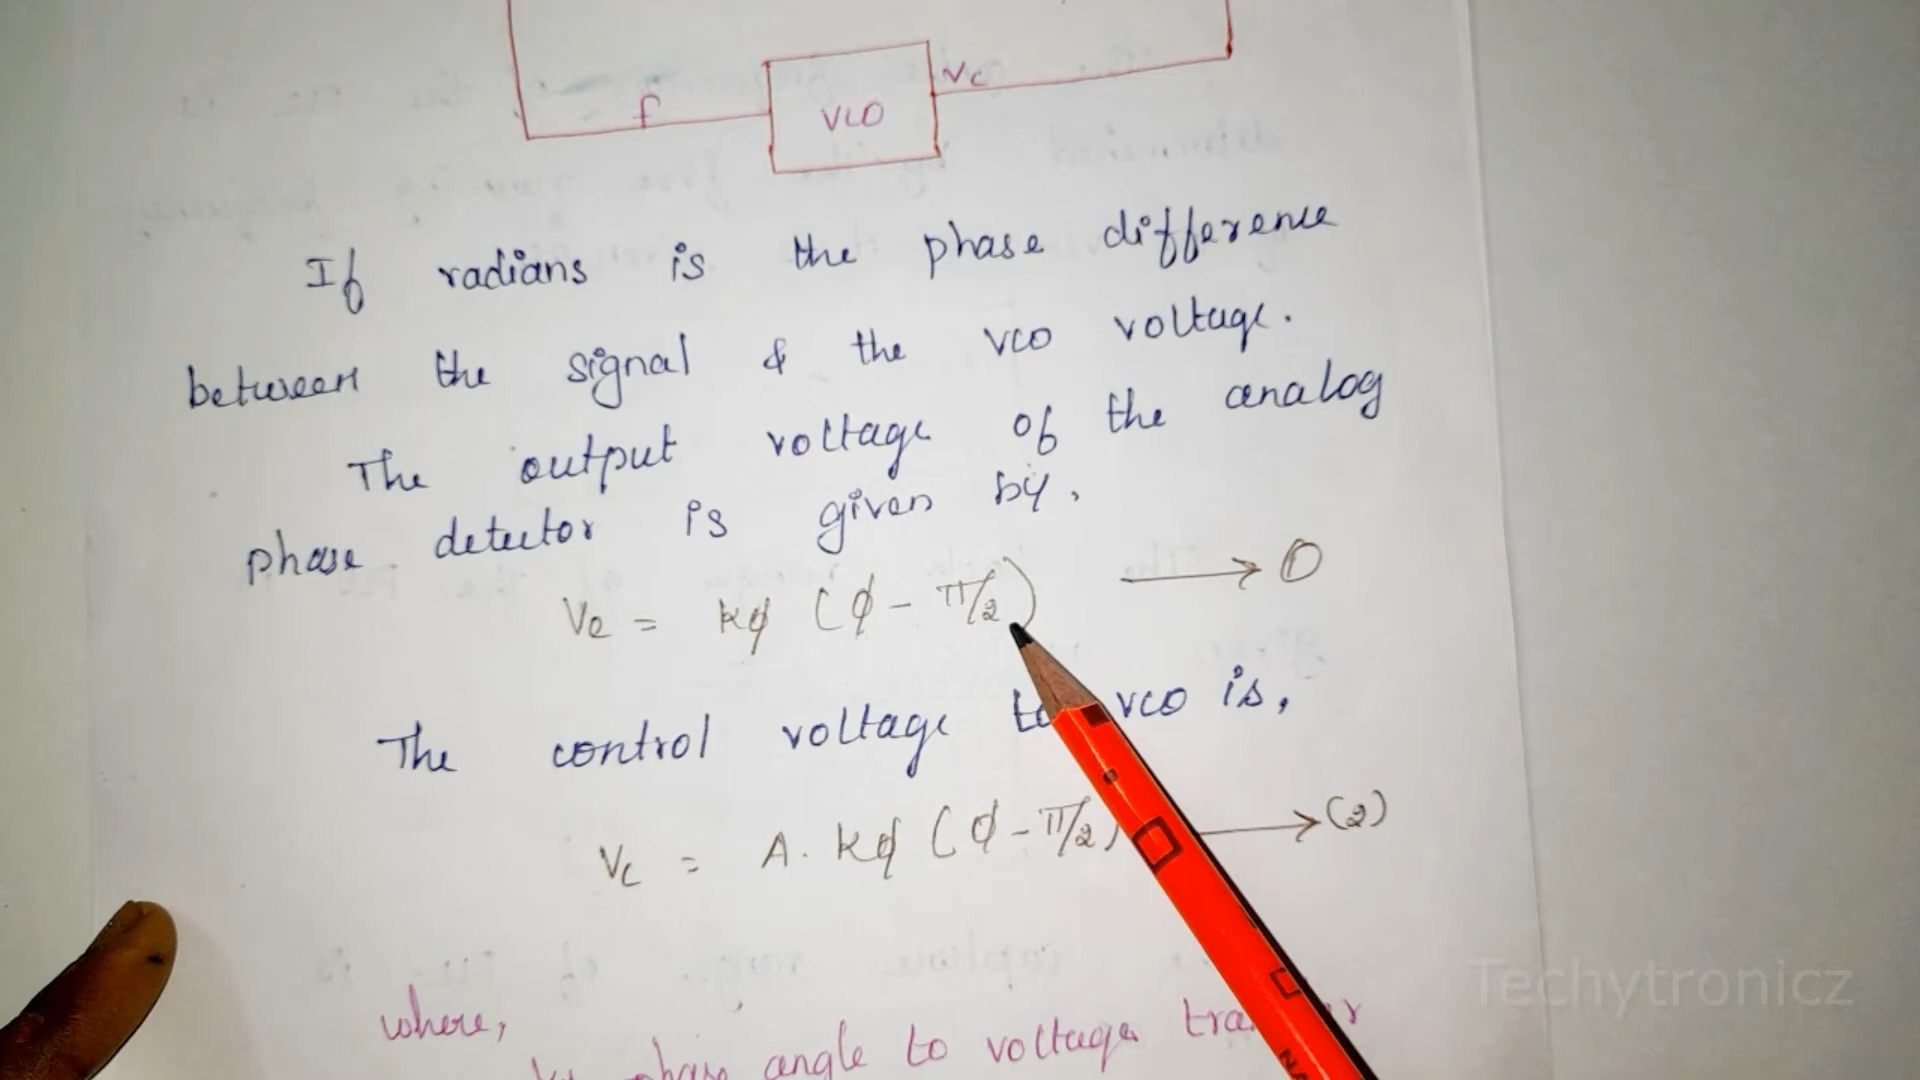 f
VCO
Vc
If radians is the phase difference
between the signal & the vco voltage.
The output voltage of the analog
phase detector is given by,
Ve = kϕ (ϕ - π/2) → ①
The control voltage to vco is,
Vc = A. kϕ (ϕ - π/2) → (2)
where,
phase angle to voltage
Techytronicz